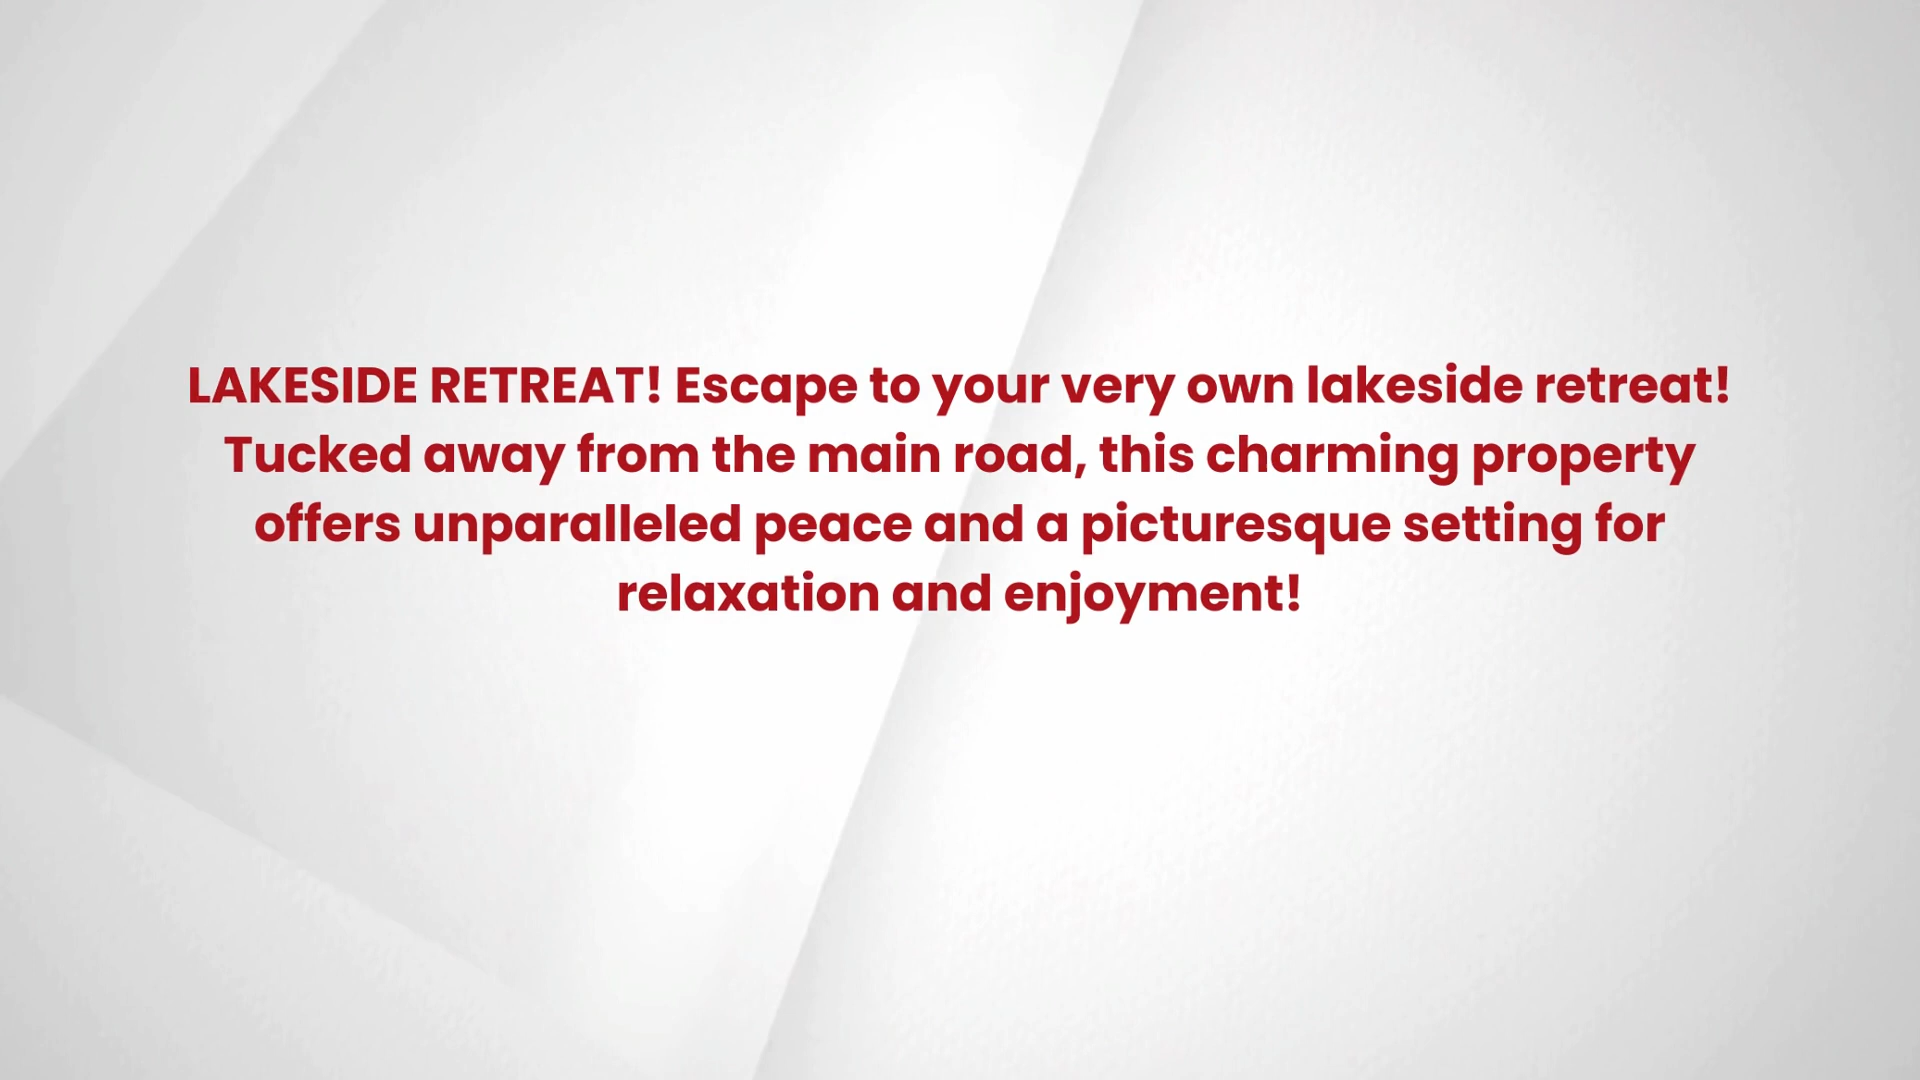 LAKESIDE RETREAT! Escape to your very own lakeside retreat!
Tucked away from the main road, this charming property
offers unparalleled peace and a picturesque setting for
relaxation and enjoyment!